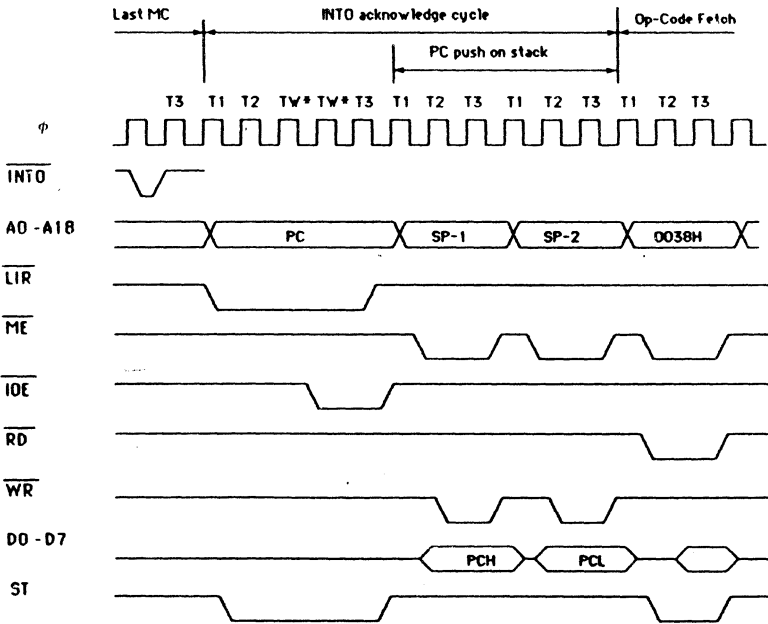 Last MC INT0 acknowledge cycle Op-Code Fetch
PC push on stack
T3 T1 T2 TW* TW* T3 T1 T2 T3 T1 T2 T3 T1 T2 T3
φ
INT0
A0 -A18 PC SP-1 SP-2 0038H
LIR
ME
IOE
RD
WR
D0 -D7 PCH PCL
ST